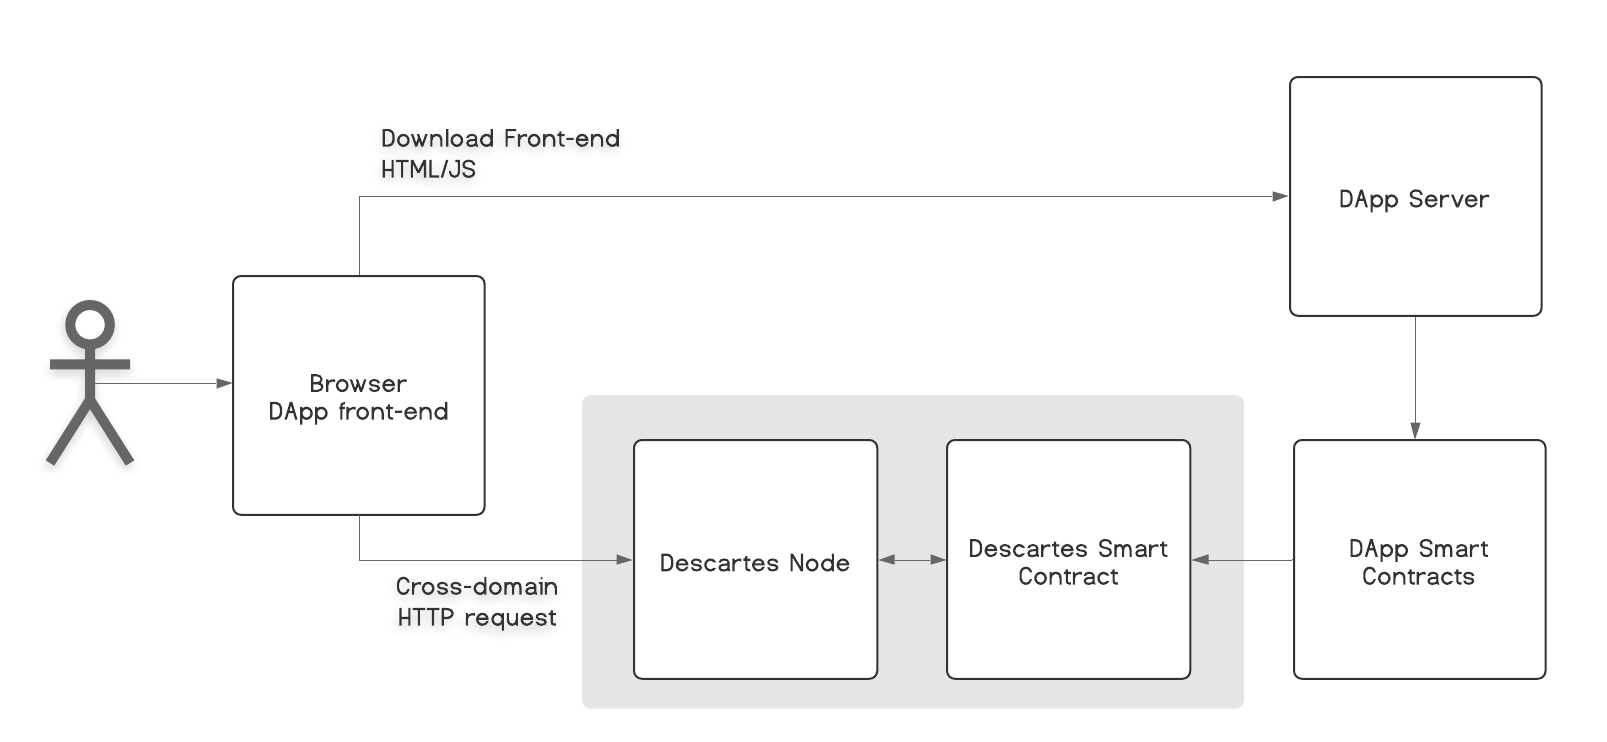 Download Front-end
HTML/JS
DApp Server
Browser
DApp front-end
Descartes Node
Descartes Smart
Contract
DApp Smart
Contracts
Cross-domain
HTTP request